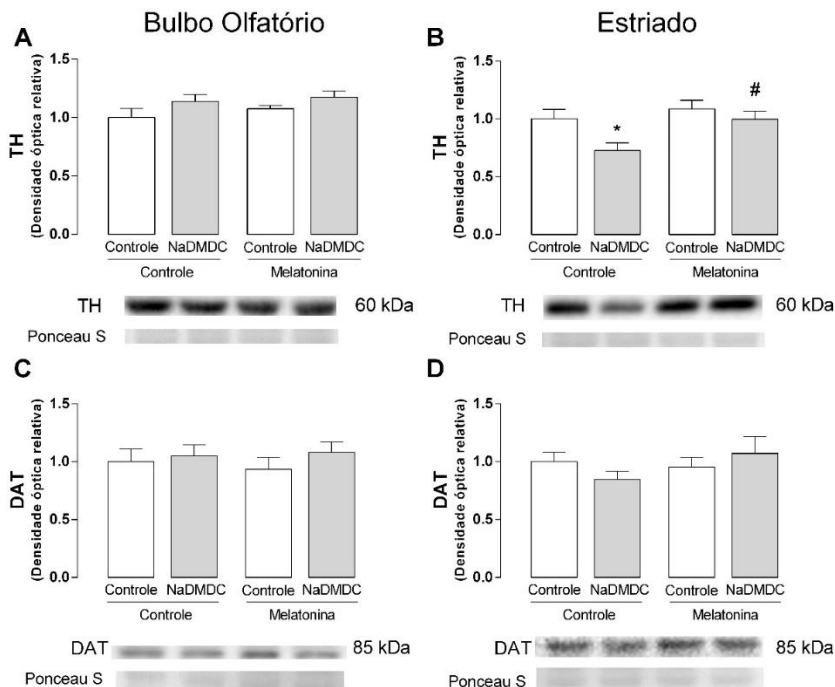 Bulbo Olfatório
Estriado
A
TH
(Densidade óptica relativa)
1.5
1.0
0.5
0.0
Controle NaDMDC Controle NaDMDC
Controle Melatonina
TH 60 kDa
Ponceau S
B
TH
(Densidade óptica relativa)
1.5
1.0
0.5
0.0
*
#
Controle NaDMDC Controle NaDMDC
Controle Melatonina
TH 60 kDa
Ponceau S
C
DAT
(Densidade óptica relativa)
1.5
1.0
0.5
0.0
Controle NaDMDC Controle NaDMDC
Controle Melatonina
DAT 85 kDa
Ponceau S
D
DAT
(Densidade óptica relativa)
1.5
1.0
0.5
0.0
Controle NaDMDC Controle NaDMDC
Controle Melatonina
DAT 85 kDa
Ponceau S